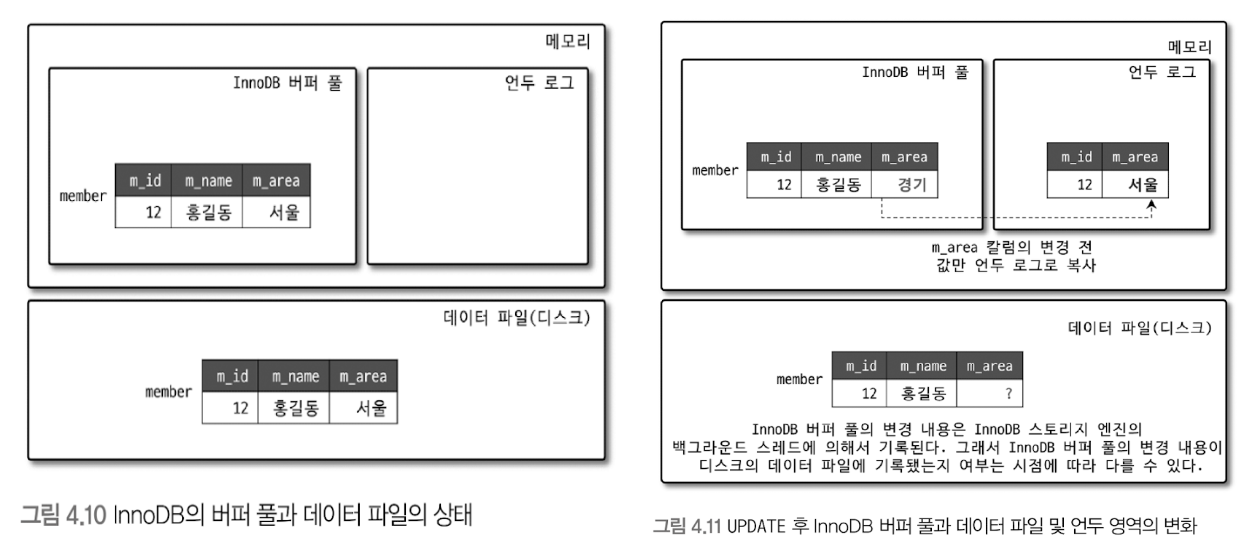 메모리
InnoDB 버퍼 풀
언두 로그
member
m_id m_name m_area
12 홍길동 서울
데이터 파일(디스크)
member
m_id m_name m_area
12 홍길동 서울
그림 4.10 InnoDB의 버퍼 풀과 데이터 파일의 상태
메모리
InnoDB 버퍼 풀
언두 로그
member
m_id m_name m_area
12 홍길동 경기
m_id m_area
12 서울
m_area 칼럼의 변경 전
값만 언두 로그로 복사
데이터 파일(디스크)
member
m_id m_name m_area
12 홍길동 ?
InnoDB 버퍼 풀의 변경 내용은 InnoDB 스토리지 엔진의
백그라운드 스레드에 의해서 기록된다. 그래서 InnoDB 버퍼 풀의 변경 내용이
디스크의 데이터 파일에 기록됐는지 여부는 시점에 따라 다를 수 있다.
그림 4.11 UPDATE 후 InnoDB 버퍼 풀과 데이터 파일 및 언두 영역의 변화